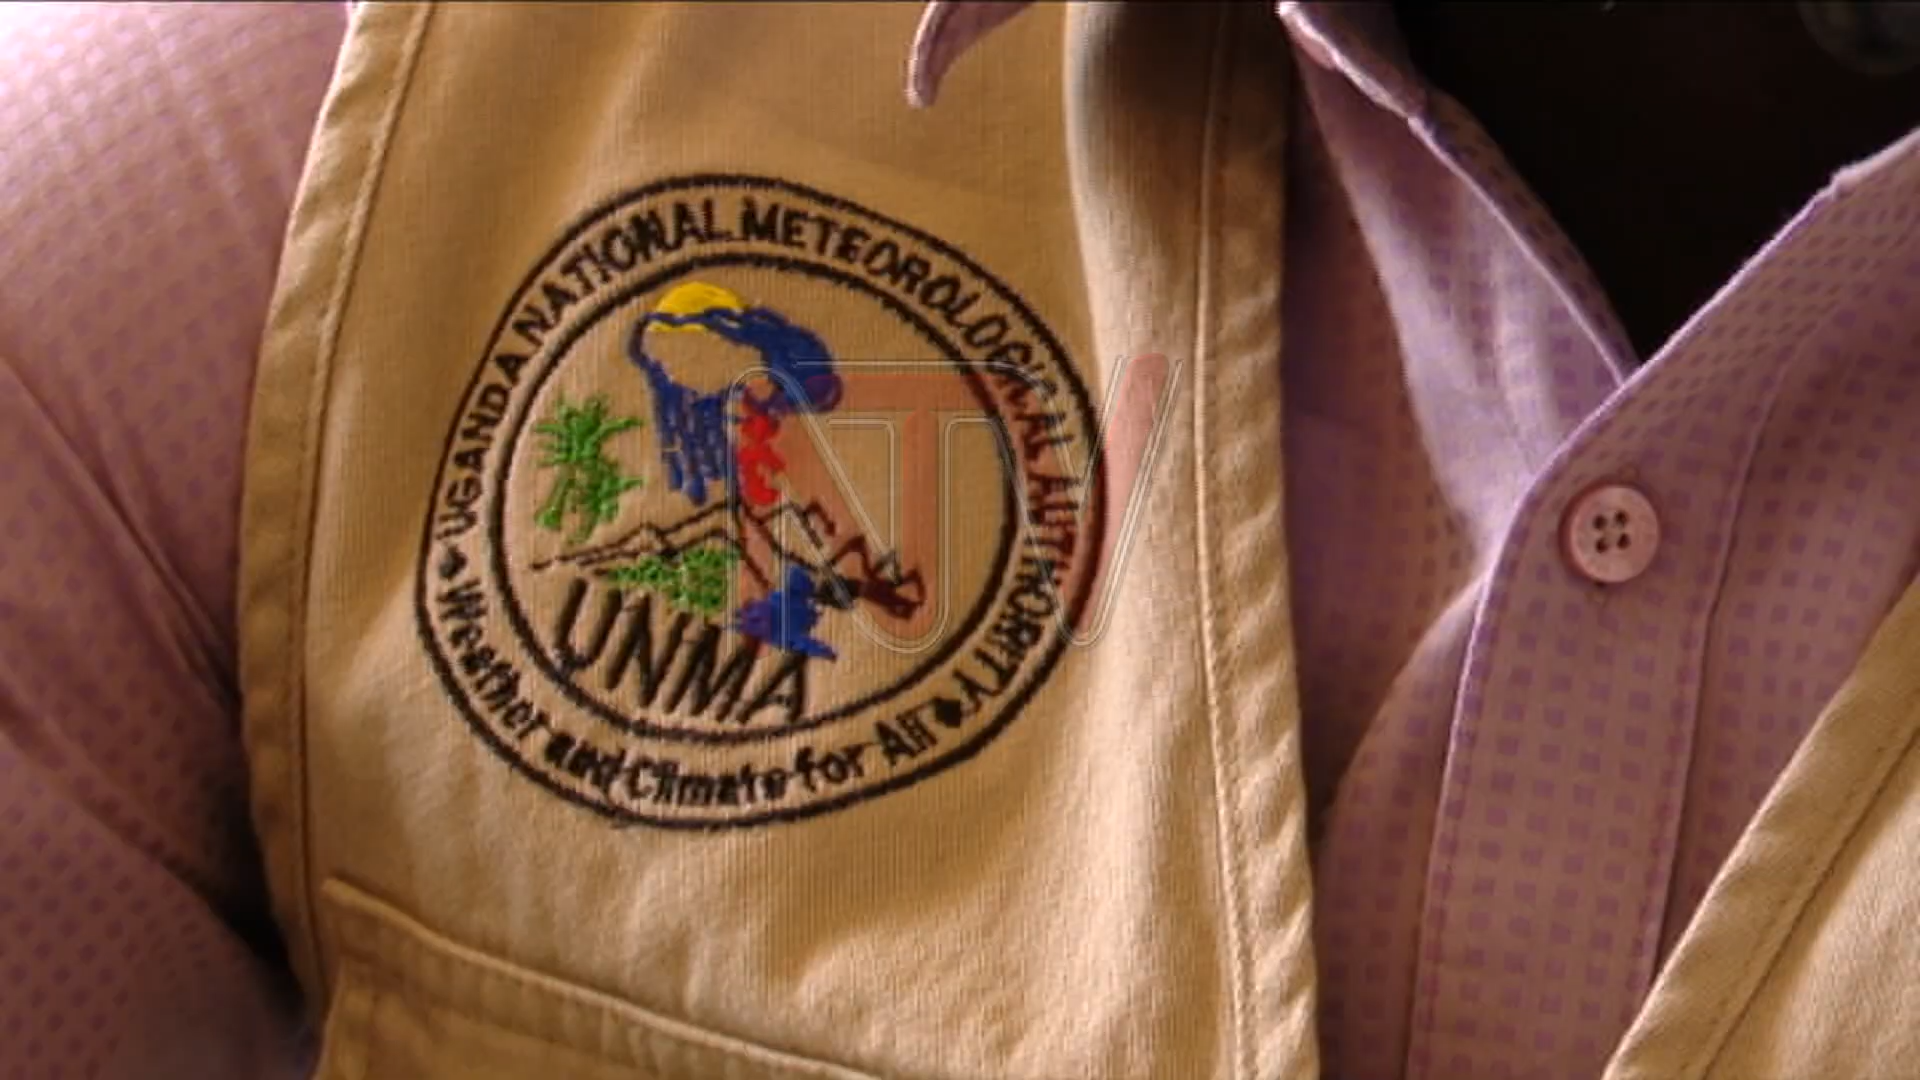 UGANDA NATIONAL METEOROLOGICAL AUTHORITY
UNMA
Weather and Climate for All
NTV